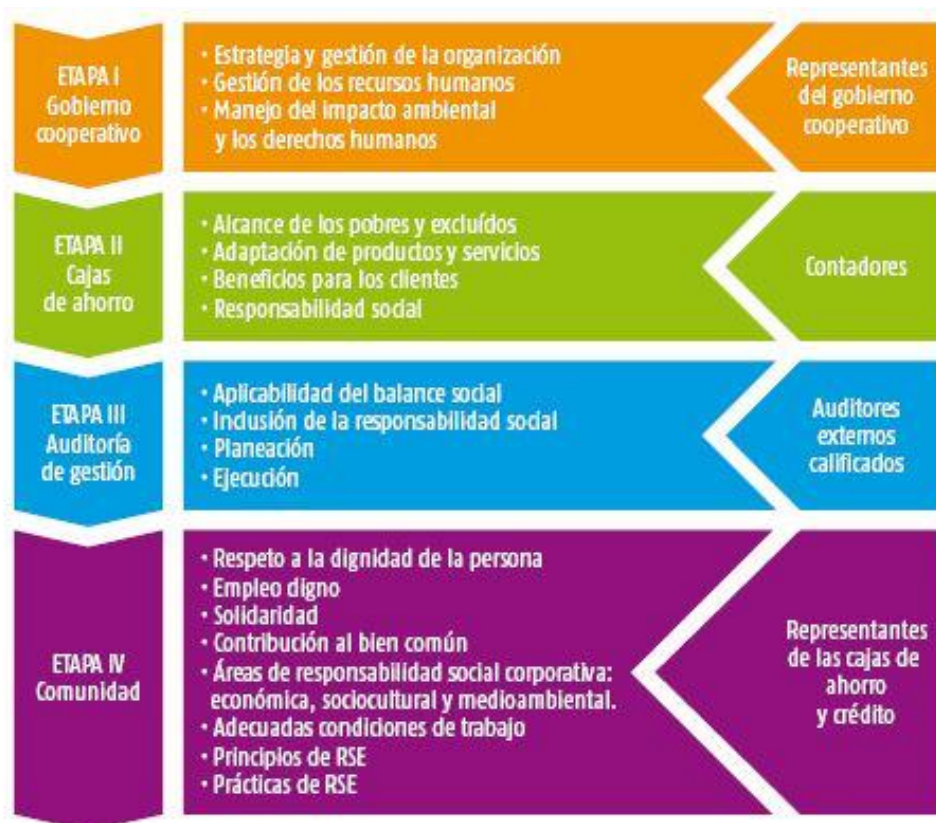 ETAPA I
Gobierno
cooperativo
• Estrategia y gestión de la organización
• Gestión de los recursos humanos
• Manejo del impacto ambiental
y los derechos humanos
Representantes
del gobierno
cooperativo
ETAPA II
Cajas
de ahorro
• Alcance de los pobres y excluídos
• Adaptación de productos y servicios
• Beneficios para los clientes
• Responsabilidad social
Contadores
ETAPA III
Auditoría
de gestión
• Aplicabilidad del balance social
• Inclusión de la responsabilidad social
• Planeación
• Ejecución
Auditores
externos
calificados
ETAPA IV
Comunidad
• Respeto a la dignidad de la persona
• Empleo digno
• Solidaridad
• Contribución al bien común
• Áreas de responsabilidad social corporativa:
económica, sociocultural y medioambiental.
• Adecuadas condiciones de trabajo
• Principios de RSE
• Prácticas de RSE
Representantes
de las cajas de
ahorro
y crédito